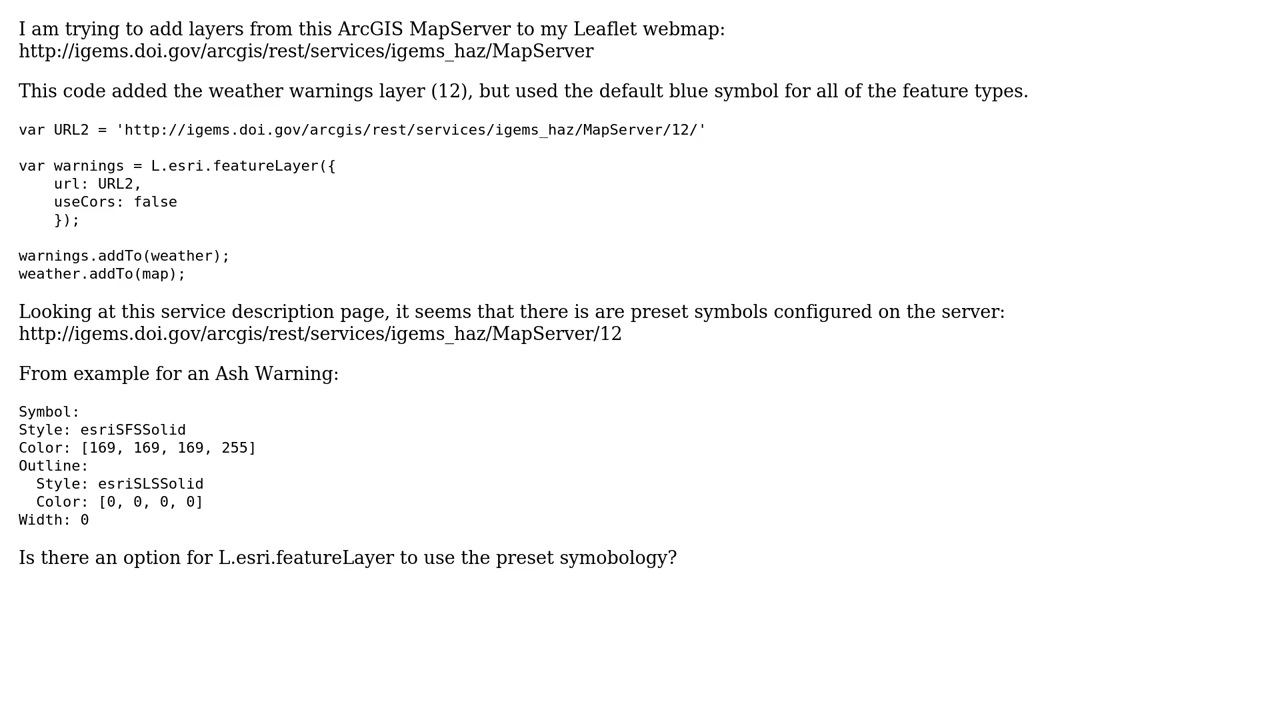 I am trying to add layers from this ArcGIS MapServer to my Leaflet webmap:
http://igems.doi.gov/arcgis/rest/services/igems_haz/MapServer
This code added the weather warnings layer (12), but used the default blue symbol for all of the feature types.
var URL2 = 'http://igems.doi.gov/arcgis/rest/services/igems_haz/MapServer/12/'
var warnings = L.esri.featureLayer({
    url: URL2,
    useCors: false
    });
warnings.addTo(weather);
weather.addTo(map);
Looking at this service description page, it seems that there is are preset symbols configured on the server:
http://igems.doi.gov/arcgis/rest/services/igems_haz/MapServer/12
From example for an Ash Warning:
Symbol:
Style: esriSFSSolid
Color: [169, 169, 169, 255]
Outline:
  Style: esriSLSSolid
  Color: [0, 0, 0, 0]
Width: 0
Is there an option for L.esri.featureLayer to use the preset symobology?